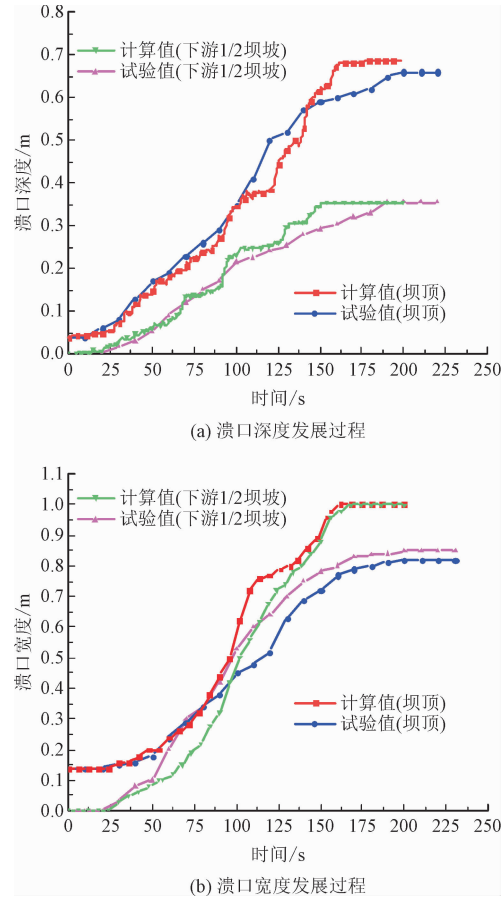 0.8
0.7
0.6
0.5
0.4
0.3
0.2
0.1
0.0
溃口深度/m
计算值(下游1/2坝坡)
试验值(下游1/2坝坡)
计算值(坝顶)
试验值(坝顶)
0 25 50 75 100 125 150 175 200 225 250
时间/s
(a) 溃口深度发展过程
1.1
1.0
0.9
0.8
0.7
0.6
0.5
0.4
0.3
0.2
0.1
0.0
溃口宽度/m
计算值(下游1/2坝坡)
试验值(下游1/2坝坡)
计算值(坝顶)
试验值(坝顶)
0 25 50 75 100 125 150 175 200 225 250
时间/s
(b) 溃口宽度发展过程